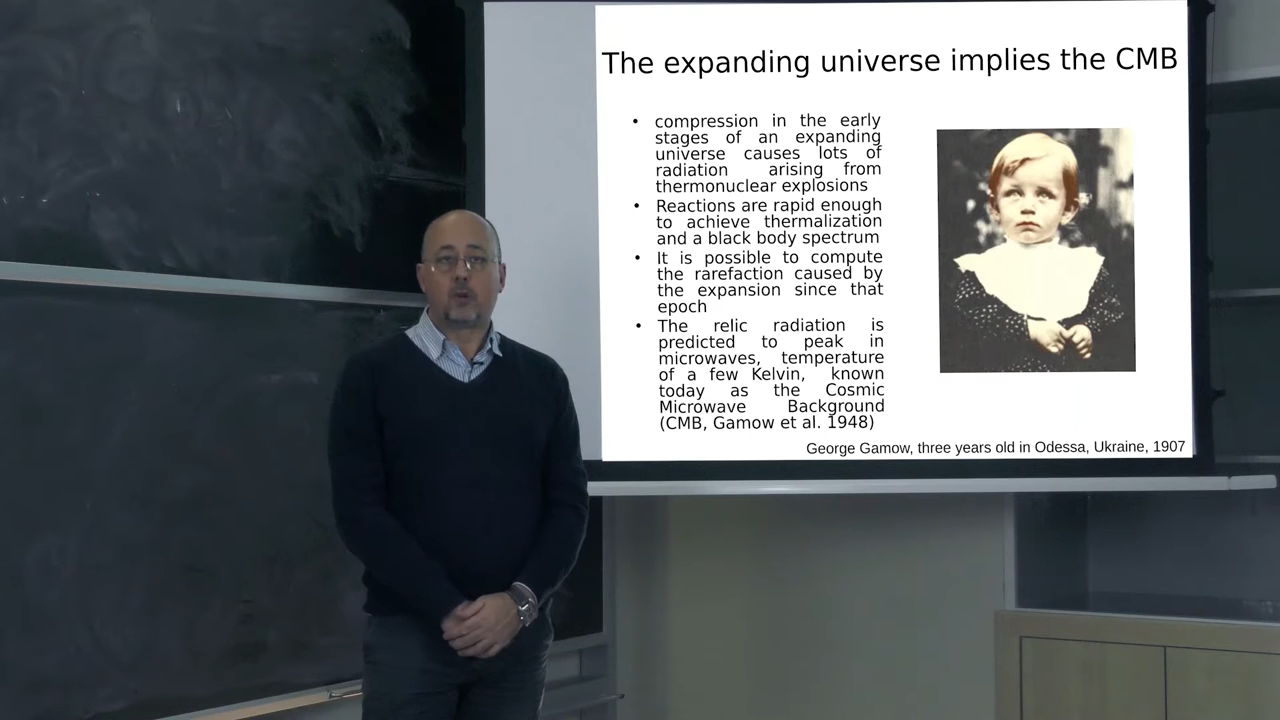 The expanding universe implies the CMB
• compression in the early
stages of an expanding
universe causes lots of
radiation arising from
thermonuclear explosions
• Reactions are rapid enough
to achieve thermalization
and a black body spectrum
• It is possible to compute
the rarefaction caused by
the expansion since that
epoch
• The relic radiation is
predicted to peak in
microwaves, temperature
of a few Kelvin, known
today as the Cosmic
Microwave Background
(CMB, Gamow et al. 1948)
George Gamow, three years old in Odessa, Ukraine, 1907